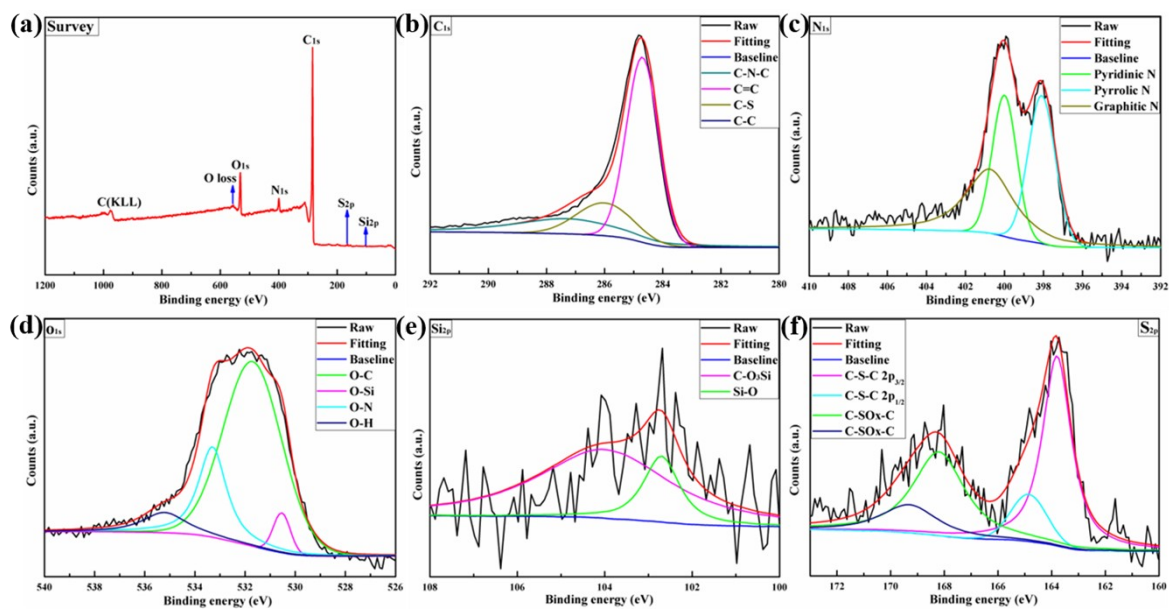 (a)
Survey
C1s
O1s
O loss
N1s
C(KLL)
S2p
Si2p
Counts (a.u.)
1200 1000 800 600 400 200 0
Binding energy (eV)
(b)
C1s
Raw
Fitting
Baseline
C-N-C
C=C
C-S
C-C
Counts (a.u.)
292 290 288 286 284 282 280
Binding energy (eV)
(c)
N1s
Raw
Fitting
Baseline
Pyridinic N
Pyrrolic N
Graphitic N
Counts (a.u.)
410 408 406 404 402 400 398 396 394 392
Binding energy (eV)
(d)
O1s
Raw
Fitting
Baseline
O-C
O-Si
O-N
O-H
Counts (a.u.)
540 538 535 533 530 528 526
Binding energy (eV)
(e)
Si2p
Raw
Fitting
Baseline
C-O3Si
Si-O
Counts (a.u.)
108 106 104 102 100
Binding energy (eV)
(f)
S2p
Raw
Fitting
Baseline
C-S-C 2p3/2
C-S-C 2p1/2
C-SOx-C
C-SOx-C
Counts (a.u.)
172 170 168 166 164 162 160
Binding energy (eV)